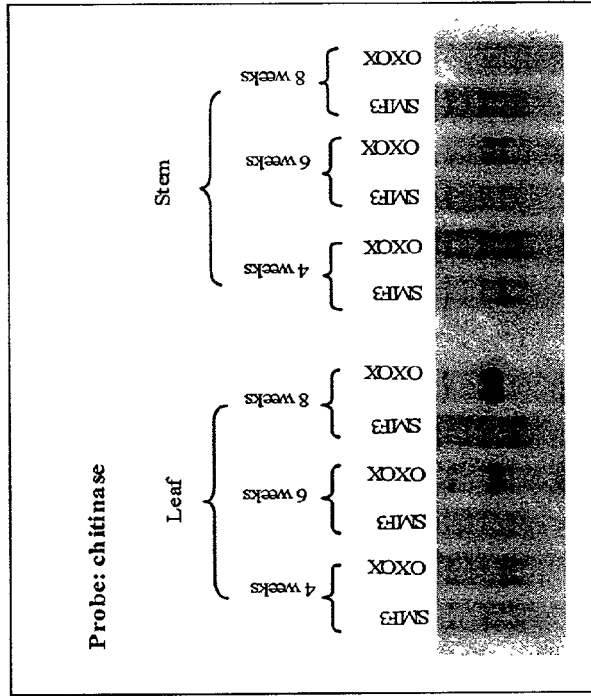 Probe: chitinase
Leaf Stem
4 weeks 6 weeks 8 weeks 4 weeks 6 weeks 8 weeks
SMF3 OXOX SMF3 OXOX SMF3 OXOX SMF3 OXOX SMF3 OXOX SMF3 OXOX